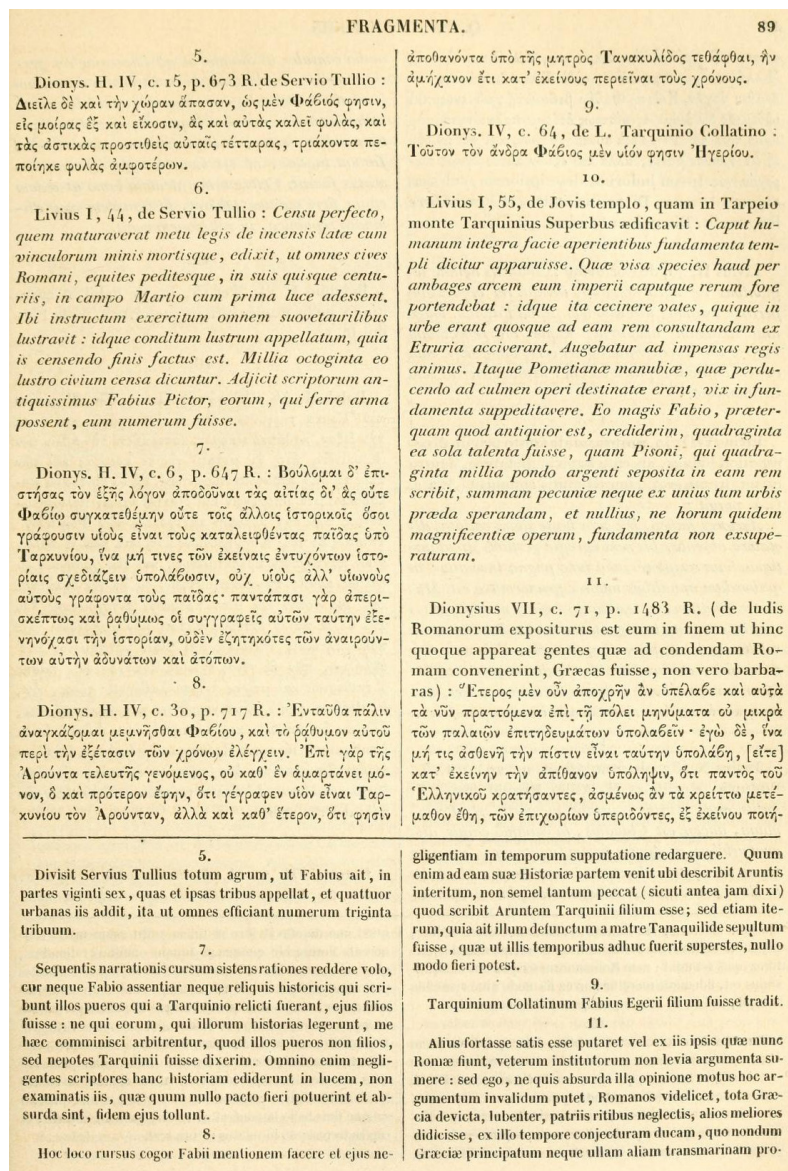 FRAGMENTA. 89
5.
Dionys. H. IV, c. 15, p. 673 R. de Servio Tullio :
Διεῖλε δὲ καὶ τὴν χώραν ἅπασαν, ὡς μὲν Φάβιός φησιν,
εἰς μοίρας ἓξ καὶ εἴκοσιν, ἃς καὶ αὐτὰς καλεῖ φυλὰς, καὶ
τὰς ἀστικὰς προστιθεὶς αὐταῖς τέτταρας, τριάκοντα πε-
ποίηκε φυλὰς ἀμφοτέρων.
6.
Livius I, 44, de Servio Tullio : Censu perfecto,
quem maturaverat metu legis de incensis latæ cum
vinculorum minis mortisque, edixit, ut omnes cives
Romani, equites peditesque, in suis quisque centu-
riis, in campo Martio cum prima luce adessent.
Ibi instructum exercitum omnem suovetaurilibus
lustravit : idque conditum lustrum appellatum, quia
is censendo finis factus est. Millia octoginta eo
lustro civium censa dicuntur. Adjicit scriptorum an-
tiquissimus Fabius Pictor, eorum, qui ferre arma
possent, eum numerum fuisse.
7.
Dionys. H. IV, c. 6, p. 647 R. : Βούλομαι δ' ἐπι-
στήσας τὸν ἑξῆς λόγον ἀποδοῦναι τὰς αἰτίας δι' ἃς οὔτε
Φαβίῳ συγκατεθέμην οὔτε τοῖς ἄλλοις ἱστορικοῖς ὅσοι
γράφουσιν υἱοὺς εἶναι τοὺς καταλειφθέντας παῖδας ὑπὸ
Ταρκυνίου, ἵνα μή τινες τῶν ἐκείναις ἐντυχόντων ἱστο-
ρίαις σχεδιάζειν ὑπολάβωσιν, οὐχ υἱοὺς ἀλλ' υἱωνοὺς
αὐτοὺς γράφοντα τοὺς παῖδας· παντάπασι γὰρ ἀπερι-
σκέπτως καὶ ῥᾳθύμως οἱ συγγραφεῖς αὐτῶν ταύτην ἐξε-
νηνόχασι τὴν ἱστορίαν, οὐδὲν ἐζητηκότες τῶν ἀναιρούν-
των αὐτὴν ἀδυνάτων καὶ ἀτόπων.
8.
Dionys. H. IV, c. 30, p. 717 R. : Ἐνταῦθα πάλιν
ἀναγκάζομαι μεμνῆσθαι Φαβίου, καὶ τὸ ῥᾴθυμον αὐτοῦ
περὶ τὴν ἐξέτασιν τῶν χρόνων ἐλέγχειν. Ἐπὶ γὰρ τῆς
Ἀρούντα τελευτῆς γενόμενος, οὐ καθ' ἓν ἁμαρτάνει μό-
νον, ὃ καὶ πρότερον ἔφην, ὅτι γέγραφεν υἱὸν εἶναι Ταρ-
κυνίου τὸν Ἀρούνταν, ἀλλὰ καὶ καθ' ἕτερον, ὅτι φησὶν
ἀποθανόντα ὑπὸ τῆς μητρὸς Τανακυλίδος τεθάφθαι, ἣν
ἀμήχανον ἔτι κατ' ἐκείνους περιεῖναι τοὺς χρόνους.
9.
Dionys. IV, c. 64, de L. Tarquinio Collatino :
Τοῦτον τὸν ἄνδρα Φάβιος μὲν υἱόν φησιν Ἠγερίου.
10.
Livius I, 55, de Jovis templo, quam in Tarpeio
monte Tarquinius Superbus ædificavit : Caput hu-
manum integra facie aperientibus fundamenta tem-
pli dicitur apparuisse. Quæ visa species haud per
ambages arcem eum imperii caputque rerum fore
portendebat : idque ita cecinere vates, quique in
urbe erant quosque ad eam rem consultandam ex
Etruria acciverant. Augebatur ad impensas regis
animus. Itaque Pometianæ manubiæ, quæ perdu-
cendo ad culmen operi destinatæ erant, vix in fun-
damenta suppeditavere. Eo magis Fabio, præter-
quam quod antiquior est, crediderim, quadraginta
ea sola talenta fuisse, quam Pisoni, qui quadra-
ginta millia pondo argenti seposita in eam rem
scribit, summam pecuniæ neque ex unius tum urbis
præda sperandam, et nullius, ne horum quidem
magnificentiæ operum, fundamenta non exsupe-
raturam.
11.
Dionysius VII, c. 71, p. 1483 R. (de ludis
Romanorum expositurus est eum in finem ut hinc
quoque appareat gentes quæ ad condendam Ro-
mam convenerint, Græcas fuisse, non vero barba-
ras) : Ἕτερος μὲν οὖν ἀποχρῆν ἂν ὑπέλαβε καὶ αὐτὰ
τὰ νῦν πραττόμενα ἐπὶ τῇ πόλει μηνύματα οὐ μικρὰ
τῶν παλαιῶν ἐπιτηδευμάτων ὑπολαβεῖν· ἐγὼ δὲ, ἵνα
μή τις ἀσθενῆ τὴν πίστιν εἶναι ταύτην ὑπολάβῃ, [εἴτε]
κατ' ἐκείνην τὴν ἀπίθανον ὑπόληψιν, ὅτι παντὸς τοῦ
Ἑλληνικοῦ κρατήσαντες, ἀσμένως ἂν τὰ κρείττω μετέ-
μαθον ἔθη, τῶν ἐπιχωρίων ὑπεριδόντες, ἐξ ἐκείνου ποιή-
5.
Divisit Servius Tullius totum agrum, ut Fabius ait, in
partes viginti sex, quas et ipsas tribus appellat, et quattuor
urbanas iis addit, ita ut omnes efficiant numerum triginta
tribuum.
7.
Sequentis narrationis cursum sistens rationes reddere volo,
cur neque Fabio assentiar neque reliquis historicis qui scri-
bunt illos pueros qui a Tarquinio relicti fuerant, ejus filios
fuisse : ne qui eorum, qui illorum historias legerunt, me
hæc comminisci arbitrentur, quod illos pueros non filios,
sed nepotes Tarquinii fuisse dixerim. Omnino enim negli-
gentes scriptores hanc historiam ediderunt in lucem, non
examinatis iis, quæ quum nullo pacto fieri potuerint et ab-
surda sint, fidem ejus tollunt.
8.
Hoc loco rursus cogor Fabii mentionem facere et ejus ne-
gligentiam in temporum supputatione redarguere. Quum
enim ad eam suæ Historiæ partem venit ubi describit Aruntis
interitum, non semel tantum peccat (sicuti antea jam dixi)
quod scribit Aruntem Tarquinii filium esse; sed etiam ite-
rum, quia ait illum defunctum a matre Tanaquilide sepultum
fuisse, quæ ut illis temporibus adhuc fuerit superstes, nullo
modo fieri potest.
9.
Tarquinium Collatinum Fabius Egerii filium fuisse tradit.
11.
Alius fortasse satis esse putaret vel ex iis ipsis quæ nunc
Romæ fiunt, veterum institutorum non levia argumenta su-
mere : sed ego, ne quis absurda illa opinione motus hoc ar-
gumentum invalidum putet, Romanos videlicet, tota Græ-
cia devicta, lubenter, patriis ritibus neglectis, alios meliores
didicisse, ex illo tempore conjecturam ducam, quo nondum
Græciæ principatum neque ullam aliam transmarinam pro-